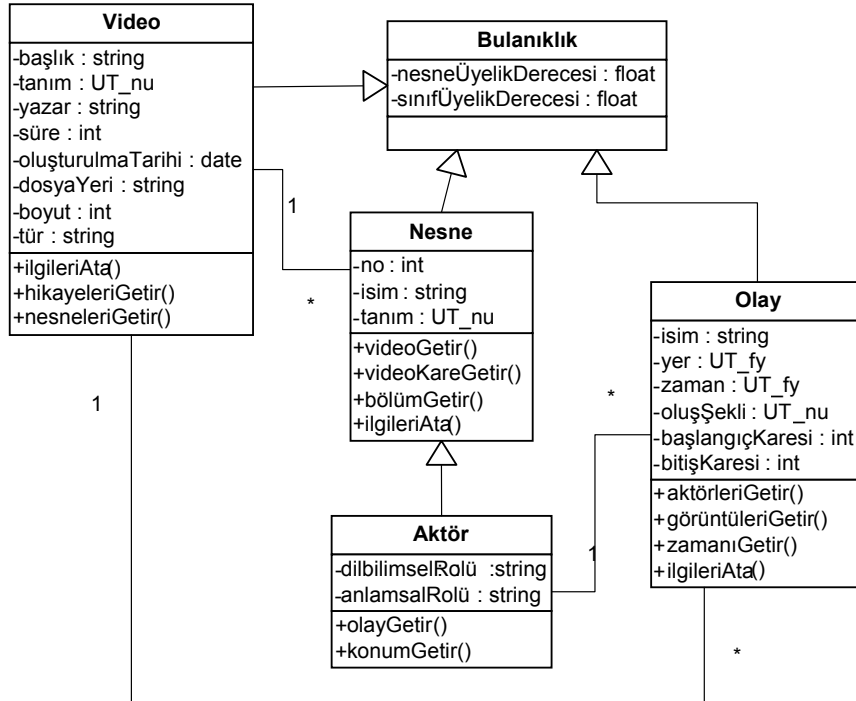 Video
-başlık : string
-tanım : UT_nu
-yazar : string
-süre : int
-oluşturulmaTarihi : date
-dosyaYeri : string
-boyut : int
-tür : string
+ilgileriAta()
+hikayeleriGetir()
+nesneleriGetir()
Bulanıklık
-nesneÜyelikDerecesi : float
-sınıfÜyelikDerecesi : float
1
*
Nesne
-no : int
-isim : string
-tanım : UT_nu
+videoGetir()
+videoKareGetir()
+bölümGetir()
+ilgileriAta()
Olay
-isim : string
-yer : UT_fy
-zaman : UT_fy
-oluşŞekli : UT_nu
-başlangıçKaresi : int
-bitişKaresi : int
+aktörleriGetir()
+görüntüleriGetir()
+zamanıGetir()
+ilgileriAta()
1
*
Aktör
-dilbilimselRolü :string
-anlamsalRolü : string
+olayGetir()
+konumGetir()
1
*